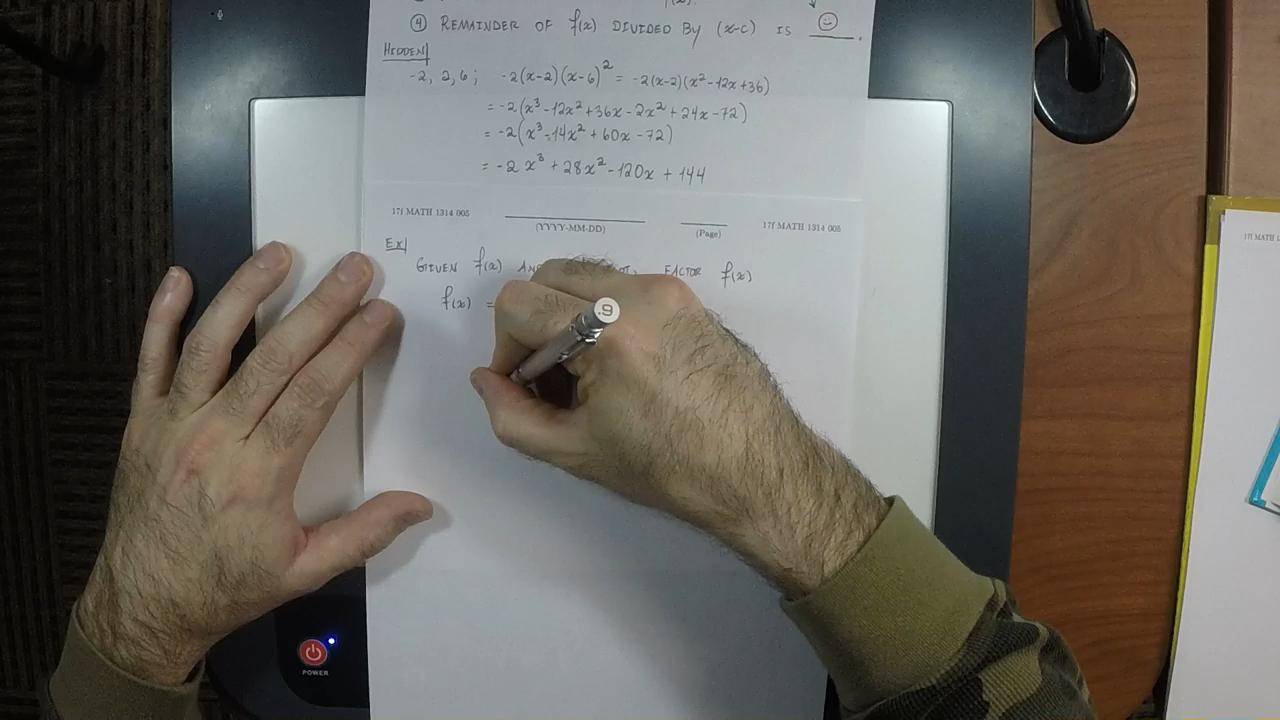 ④ REMAINDER OF f(x) DIVIDED BY (x-c) IS ☺.
HIDDEN
-2, 2, 6; -2(x-2)(x-6)² = -2(x-2)(x²-12x+36)
= -2(x³-12x²+36x-2x²+24x-72)
= -2(x³-14x²+60x-72)
= -2x³+28x²-120x+144
17f MATH 1314 005 (YYYY-MM-DD) (Page) 17f MATH 1314 005
Ex
GIVEN f(x) FACTOR f(x)
f(x) =
.9
POWER
17f MATH